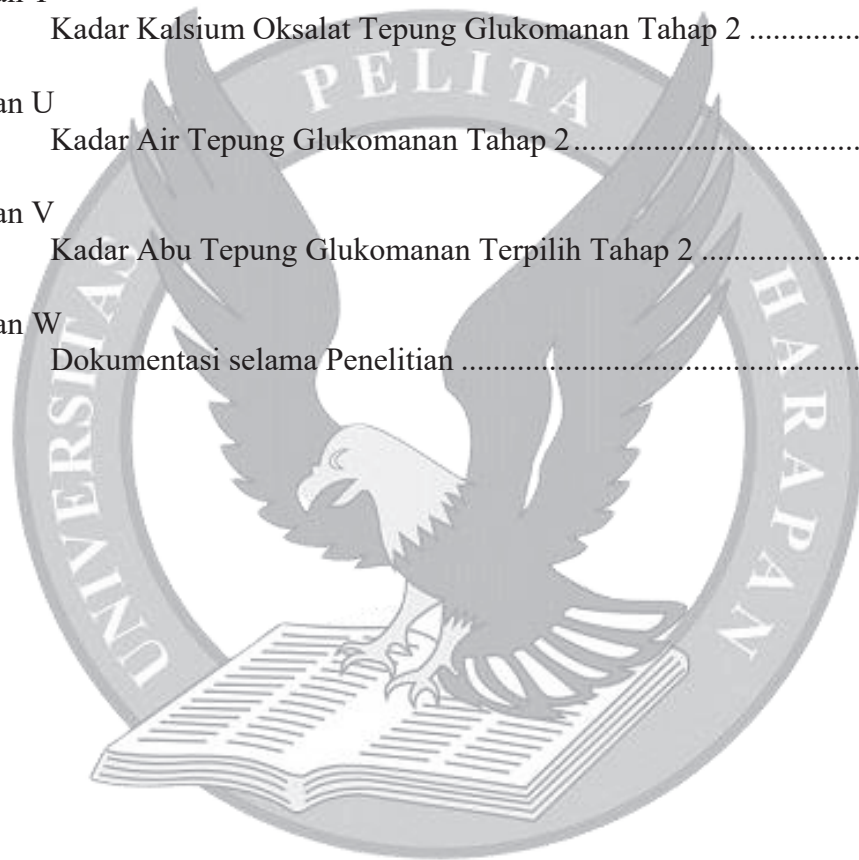 Kadar Kalsium Oksalat Tepung Glukomanan Tahap 2 ..............
an U
Kadar Air Tepung Glukomanan Tahap 2...................................
an V
Kadar Abu Tepung Glukomanan Terpilih Tahap 2 ...................
an W
Dokumentasi selama Penelitian ................................................
UNIVERSITAS PELITA HARAPAN